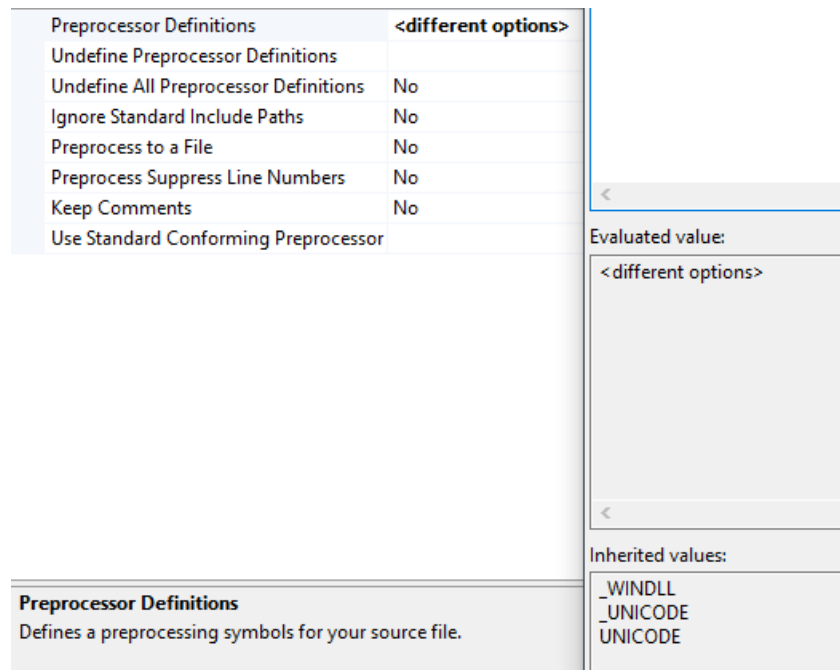 Preprocessor Definitions <different options>
Undefine Preprocessor Definitions
Undefine All Preprocessor Definitions No
Ignore Standard Include Paths No
Preprocess to a File No
Preprocess Suppress Line Numbers No
Keep Comments No
Use Standard Conforming Preprocessor
Preprocessor Definitions
Defines a preprocessing symbols for your source file.
Evaluated value:
<different options>
Inherited values:
_WINDLL
_UNICODE
UNICODE